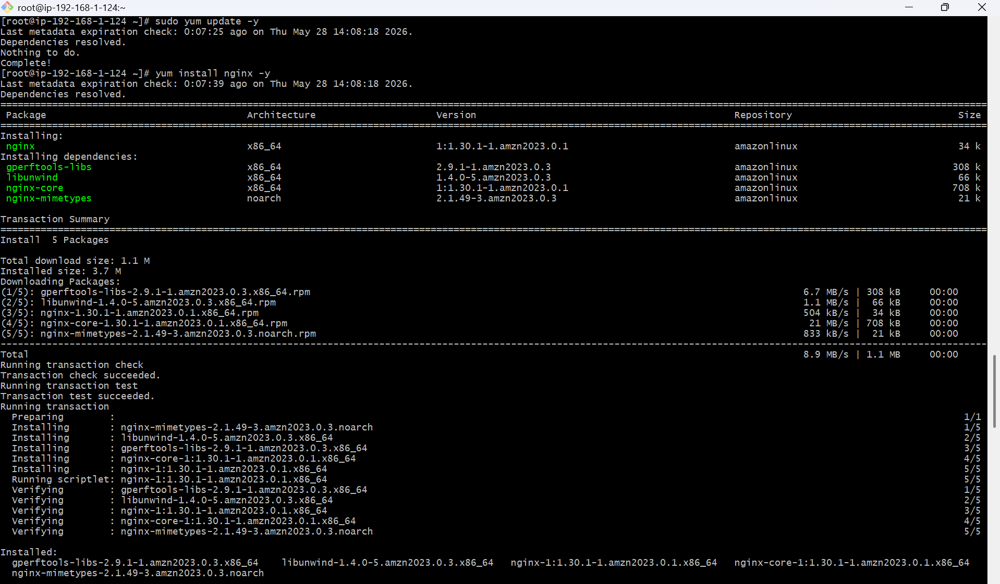 root@ip-192-168-1-124:~
[root@ip-192-168-1-124 ~]# sudo yum update -y
Last metadata expiration check: 0:07:25 ago on Thu May 28 14:08:18 2026.
Dependencies resolved.
Nothing to do.
Complete!
[root@ip-192-168-1-124 ~]# yum install nginx -y
Last metadata expiration check: 0:07:39 ago on Thu May 28 14:08:18 2026.
Dependencies resolved.
Package Architecture Version Repository Size
Installing:
nginx x86_64 1:1.30.1-1.amzn2023.0.1 amazonlinux 34 k
Installing dependencies:
gperftools-libs x86_64 2.9.1-1.amzn2023.0.3 amazonlinux 308 k
libunwind x86_64 1.4.0-5.amzn2023.0.3 amazonlinux 66 k
nginx-core x86_64 1:1.30.1-1.amzn2023.0.1 amazonlinux 708 k
nginx-mimetypes noarch 2.1.49-3.amzn2023.0.3 amazonlinux 21 k
Transaction Summary
Install 5 Packages
Total download size: 1.1 M
Installed size: 3.7 M
Downloading Packages:
(1/5): gperftools-libs-2.9.1-1.amzn2023.0.3.x86_64.rpm 6.7 MB/s | 308 kB 00:00
(2/5): libunwind-1.4.0-5.amzn2023.0.3.x86_64.rpm 1.1 MB/s | 66 kB 00:00
(3/5): nginx-1.30.1-1.amzn2023.0.1.x86_64.rpm 504 kB/s | 34 kB 00:00
(4/5): nginx-core-1.30.1-1.amzn2023.0.1.x86_64.rpm 21 MB/s | 708 kB 00:00
(5/5): nginx-mimetypes-2.1.49-3.amzn2023.0.3.noarch.rpm 833 kB/s | 21 kB 00:00
Total 8.9 MB/s | 1.1 MB 00:00
Running transaction check
Transaction check succeeded.
Running transaction test
Transaction test succeeded.
Running transaction
Preparing : 1/1
Installing : nginx-mimetypes-2.1.49-3.amzn2023.0.3.noarch 1/5
Installing : libunwind-1.4.0-5.amzn2023.0.3.x86_64 2/5
Installing : gperftools-libs-2.9.1-1.amzn2023.0.3.x86_64 3/5
Installing : nginx-core-1:1.30.1-1.amzn2023.0.1.x86_64 4/5
Installing : nginx-1:1.30.1-1.amzn2023.0.1.x86_64 5/5
Running scriptlet: nginx-1:1.30.1-1.amzn2023.0.1.x86_64 5/5
Verifying : gperftools-libs-2.9.1-1.amzn2023.0.3.x86_64 1/5
Verifying : libunwind-1.4.0-5.amzn2023.0.3.x86_64 2/5
Verifying : nginx-1:1.30.1-1.amzn2023.0.1.x86_64 3/5
Verifying : nginx-core-1:1.30.1-1.amzn2023.0.1.x86_64 4/5
Verifying : nginx-mimetypes-2.1.49-3.amzn2023.0.3.noarch 5/5
Installed:
gperftools-libs-2.9.1-1.amzn2023.0.3.x86_64 libunwind-1.4.0-5.amzn2023.0.3.x86_64 nginx-1:1.30.1-1.amzn2023.0.1.x86_64 nginx-core-1:1.30.1-1.amzn2023.0.1.x86_64
nginx-mimetypes-2.1.49-3.amzn2023.0.3.noarch